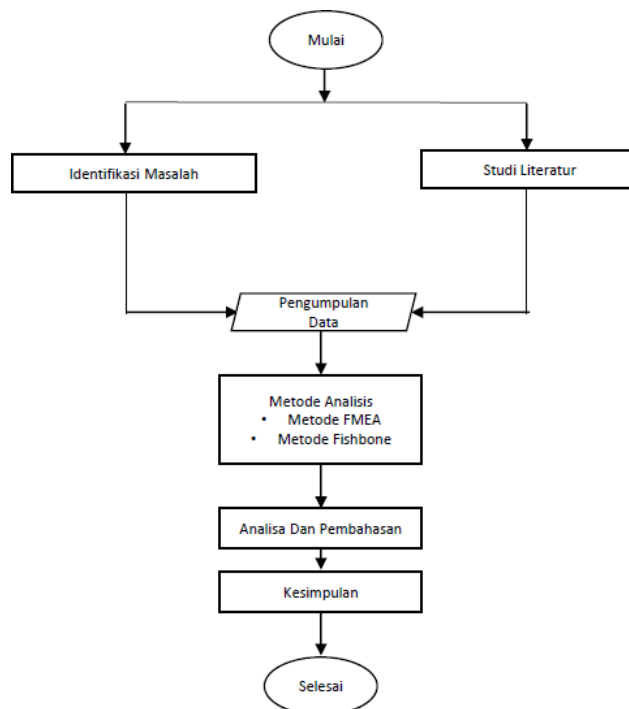 Mulai
Identifikasi Masalah
Studi Literatur
Pengumpulan
Data
Metode Analisis
• Metode FMEA
• Metode Fishbone
Analisa Dan Pembahasan
Kesimpulan
Selesai